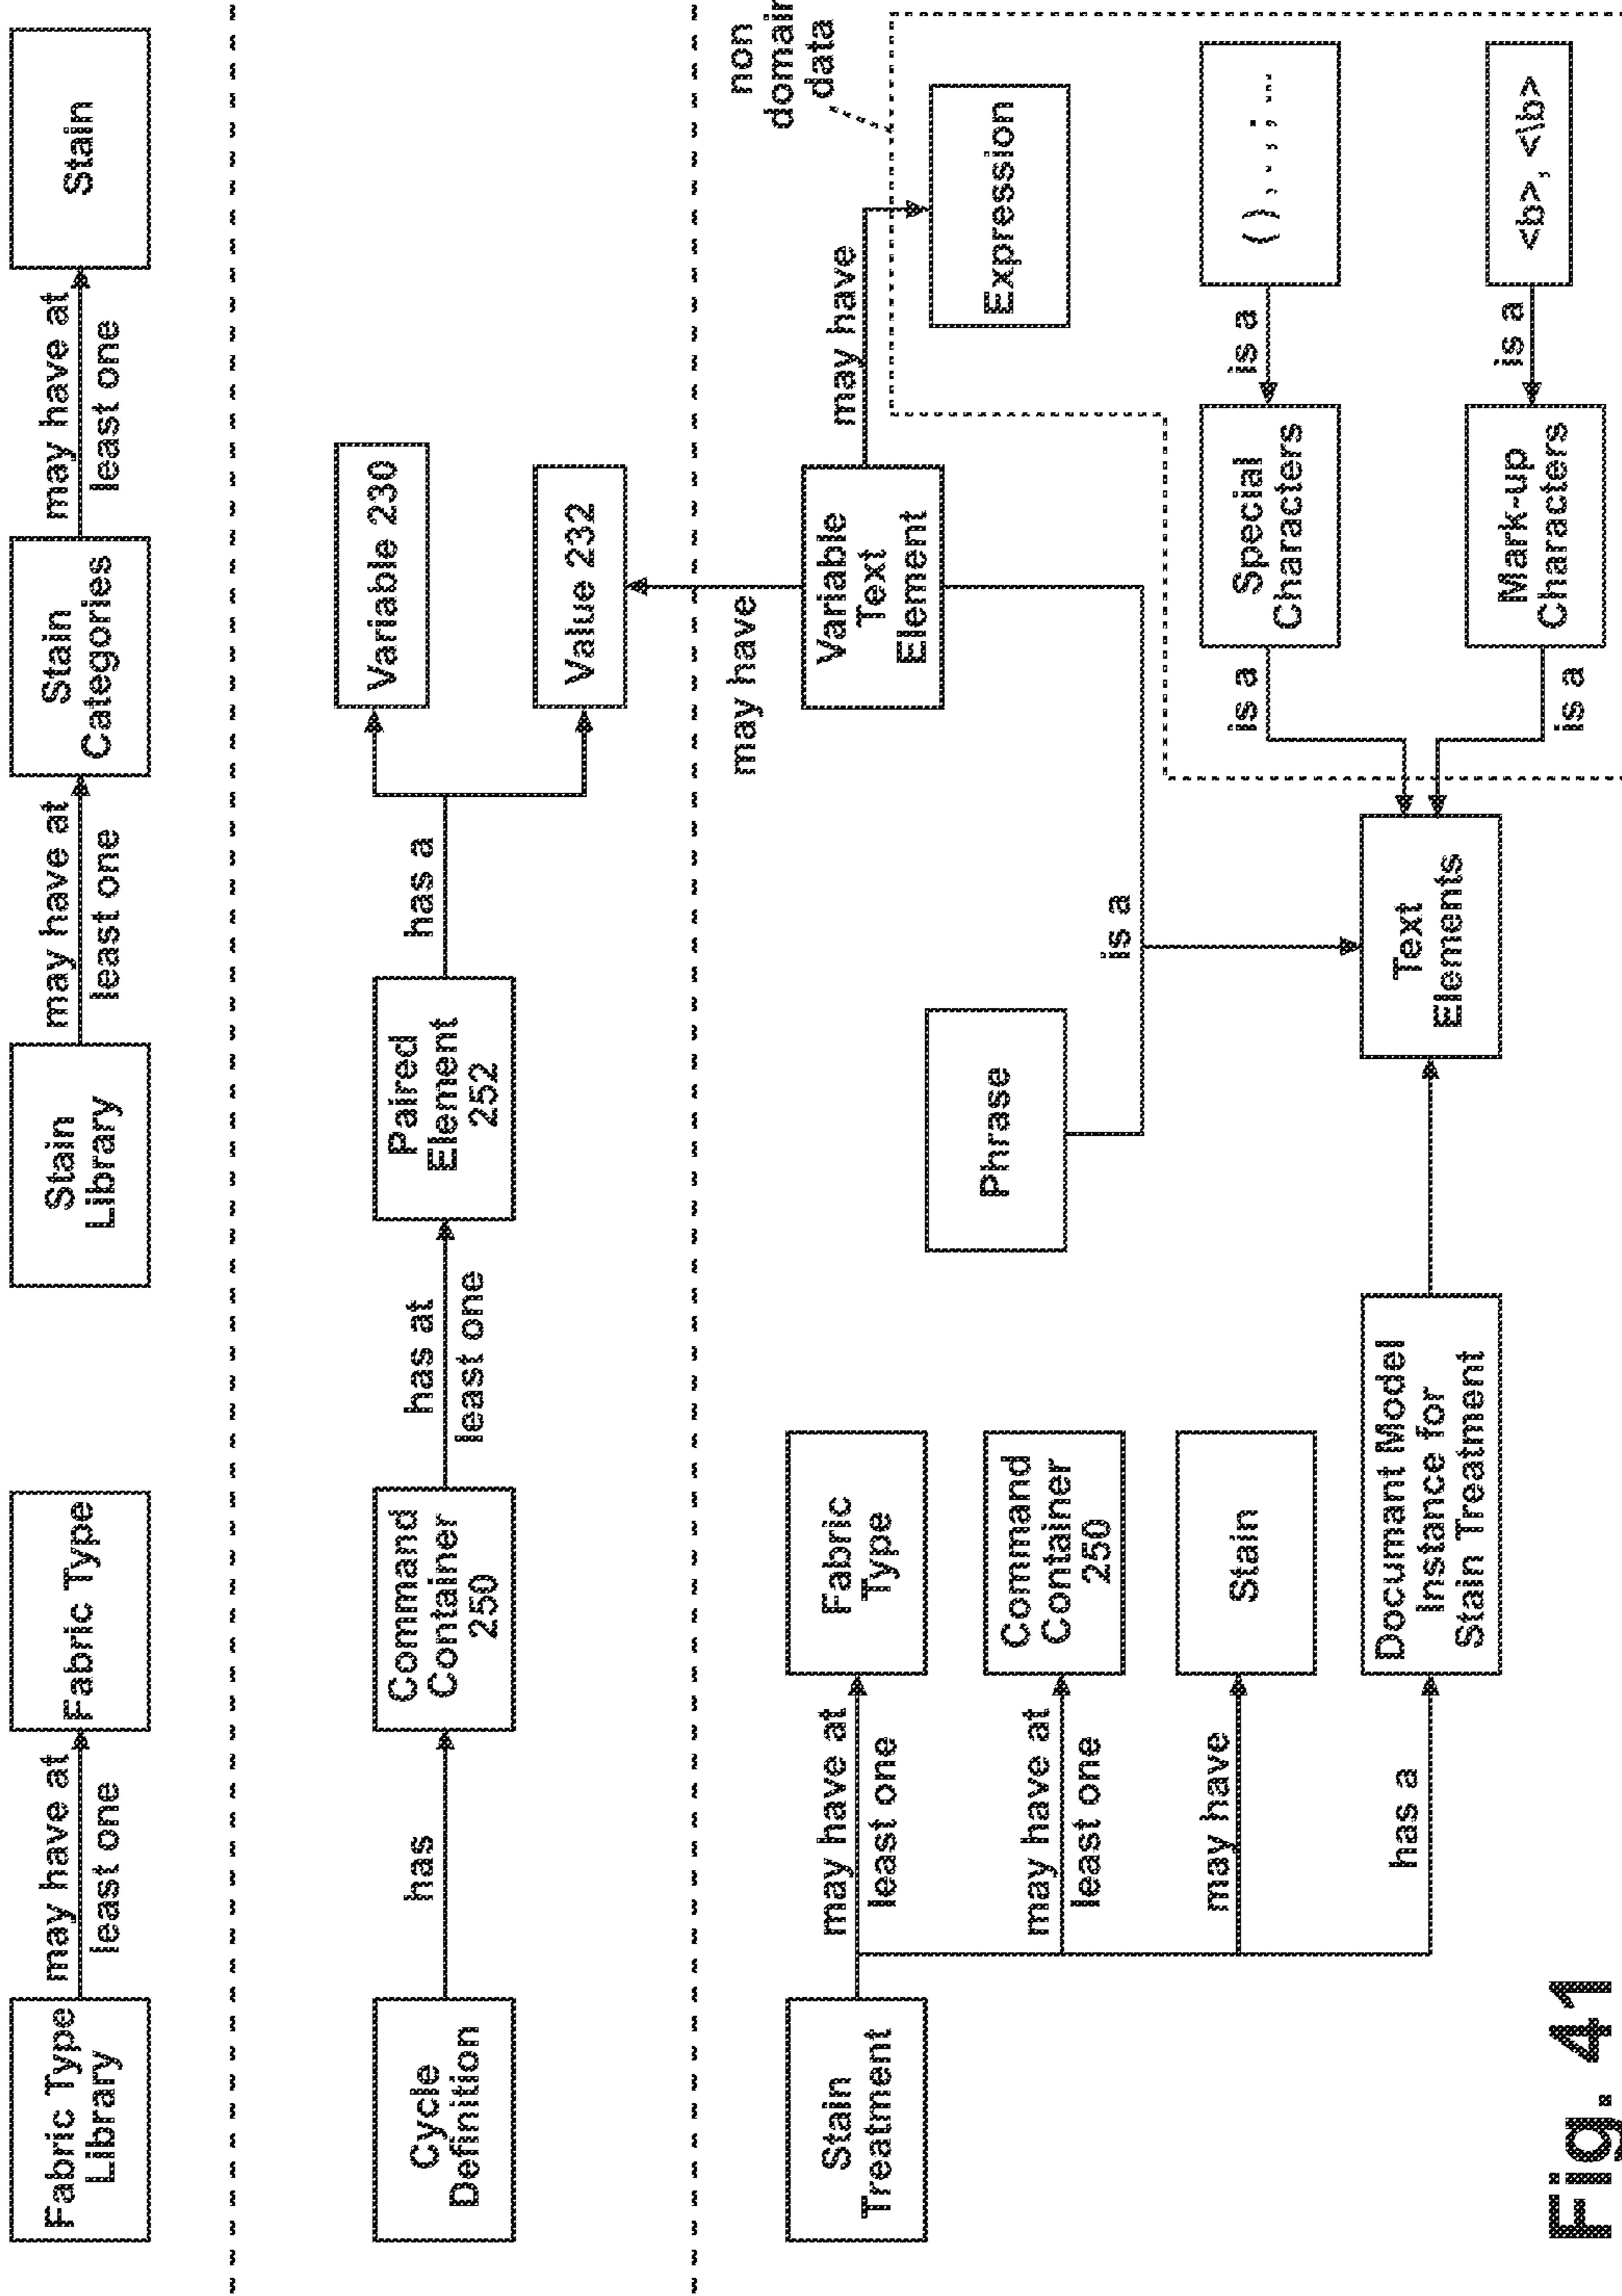 Fabric Type
Library
may have at
least one
Fabric Type
Stain
Library
may have at
least one
Stain
Categories
may have at
least one
Stain
Cycle
Definition
has
Command
Container
250
has at
least one
Paired
Element
252
has a
Variable 230
Value 232
Stain
Treatment
may have at
least one
Fabric
Type
may have at
least one
Command
Container
250
may have
Stain
has a
Documant Model
Instance for
Stain Treatment
Phrase
is a
Text
Elements
may have
Variable
Text
Element
may have
Expression
non
domain
data
is a
Special
Characters
is a
is a
Mark-up
Characters
is a
<b>, <\b>
Fig. 41